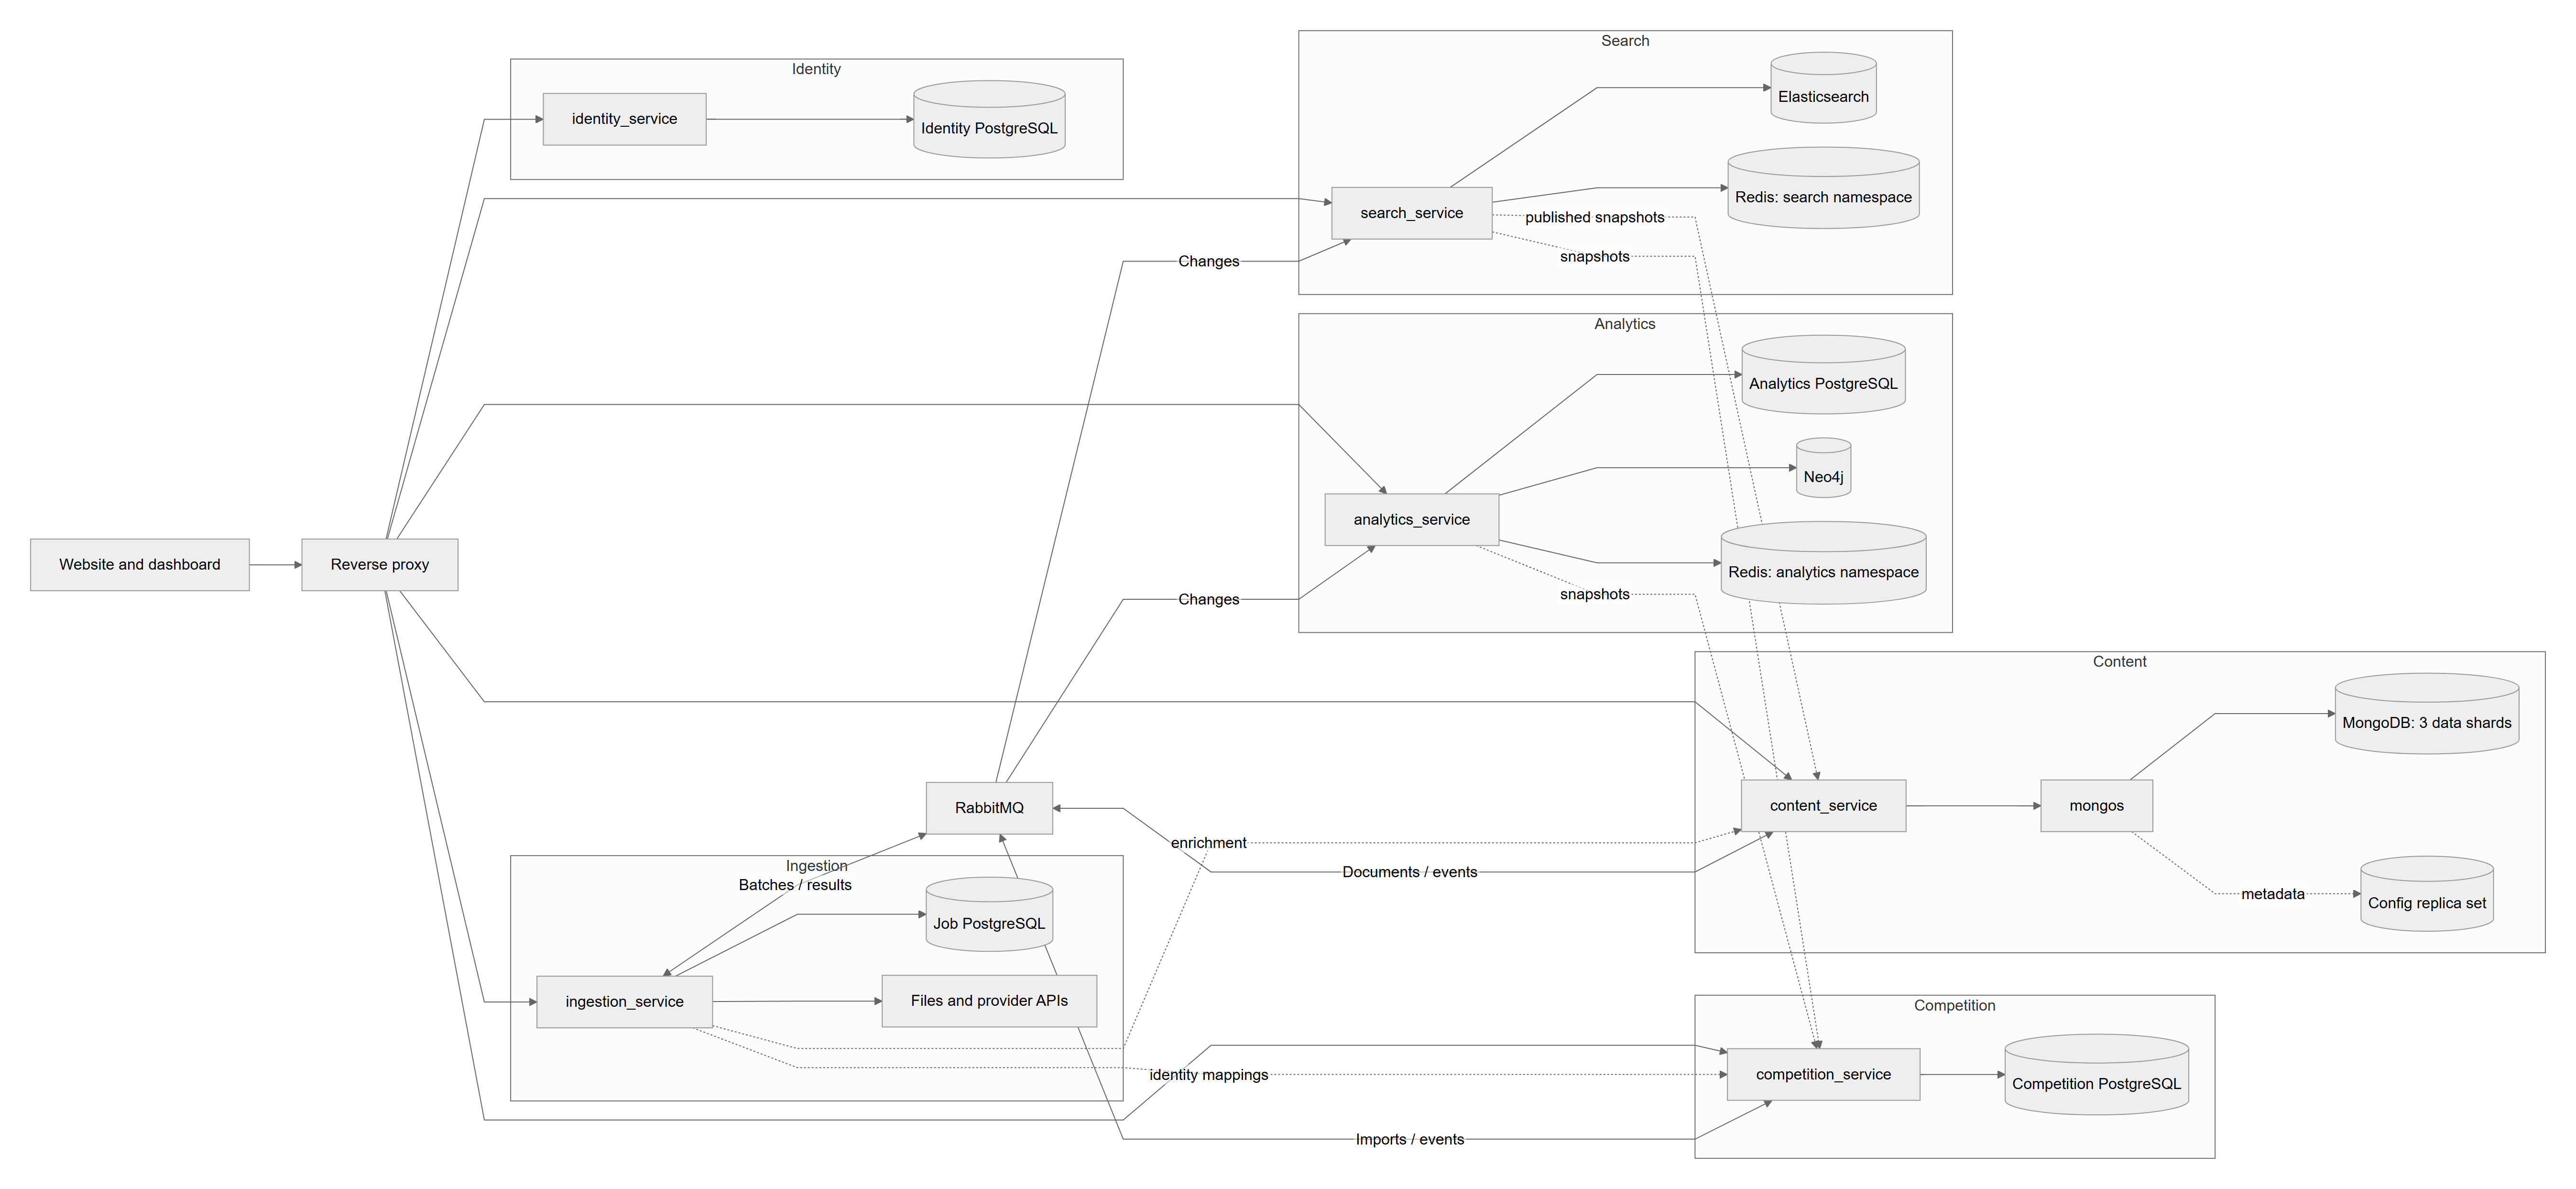 Search
Identity
Elasticsearch
identity_service
Identity PostgreSQL
Redis: search namespace
search_service
published snapshots
snapshots
Changes
Analytics
Analytics PostgreSQL
Neo4j
analytics_service
Website and dashboard
Reverse proxy
Redis: analytics namespace
snapshots
Changes
Content
MongoDB: 3 data shards
RabbitMQ
content_service
mongos
enrichment
Ingestion
Documents / events
Batches / results
metadata
Config replica set
Job PostgreSQL
ingestion_service
Files and provider APIs
Competition
identity mappings
competition_service
Competition PostgreSQL
Imports / events